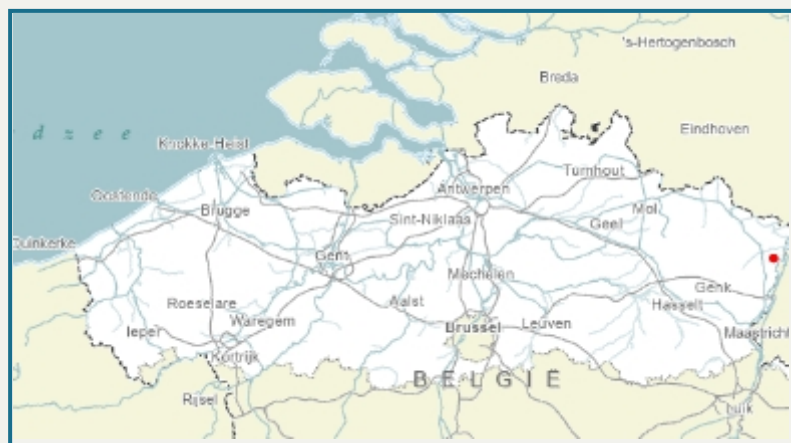 's-Hertogenbosch
Breda
Eindhoven
d z e e
Knokke-Heist
Turnhout
Antwerpen
Oostende
Mol
Brugge
Sint-Niklaas
Geel
Duinkerke
Gent
Mechelen
Genk
Roeselare
Aalst
Hasselt
Waregem
Ieper
Brussel
Leuven
Maastricht
Kortrijk
BELGIË
Rijsel
Luik